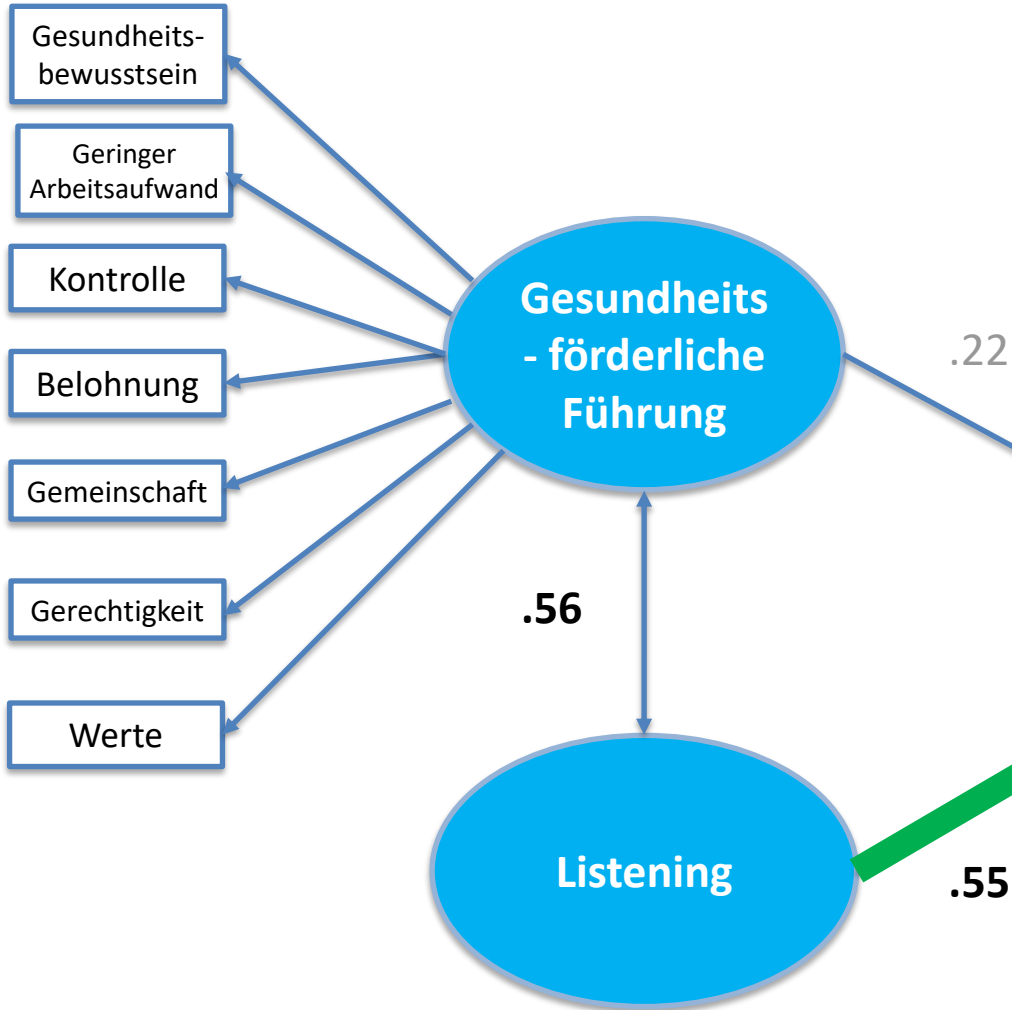 Gesundheits-
bewusstsein
Geringer
Arbeitsaufwand
Kontrolle
Belohnung
Gemeinschaft
Gerechtigkeit
Werte
Gesundheits
- förderliche
Führung
.22
.56
Listening
.55